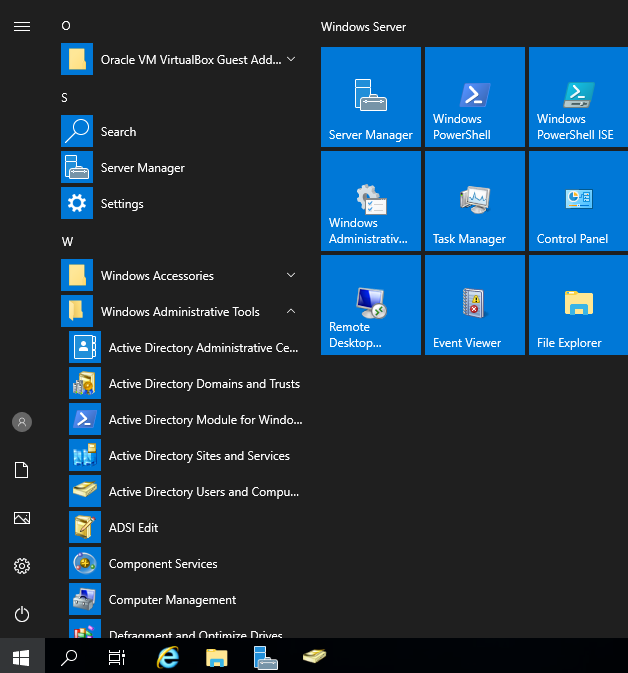 O
Oracle VM VirtualBox Guest Add...
S
Search
Server Manager
Settings
W
Windows Accessories
Windows Administrative Tools
Active Directory Administrative Ce...
Active Directory Domains and Trusts
Active Directory Module for Windo...
Active Directory Sites and Services
Active Directory Users and Compu...
ADSI Edit
Component Services
Computer Management
Defragment and Optimize Drives
Windows Server
Server Manager
Windows
PowerShell
Windows
PowerShell ISE
Windows
Administrativ...
Task Manager
Control Panel
Remote
Desktop...
Event Viewer
File Explorer